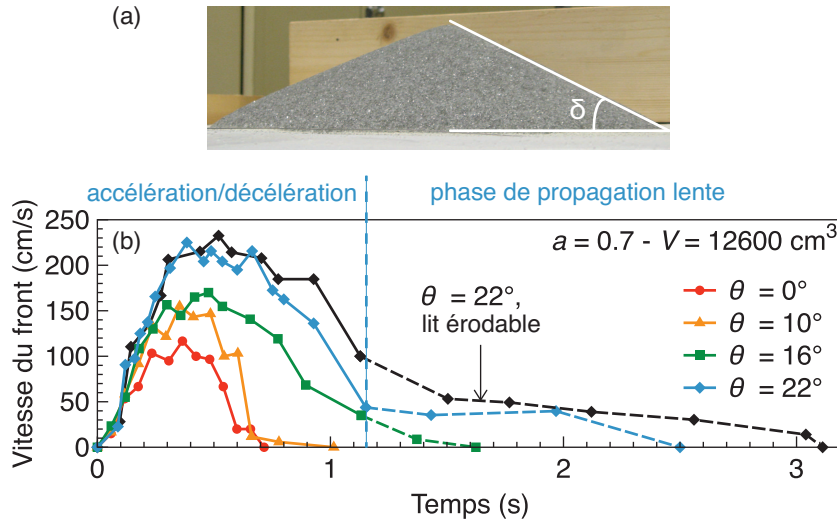 (a)
δ
accélération/décélération
phase de propagation lente
Vitesse du front (cm/s)
250
200
150
100
50
0
(b)
a = 0.7 - V = 12600 cm³
θ = 22°,
lit érodable
θ = 0°
θ = 10°
θ = 16°
θ = 22°
0
1
2
3
Temps (s)